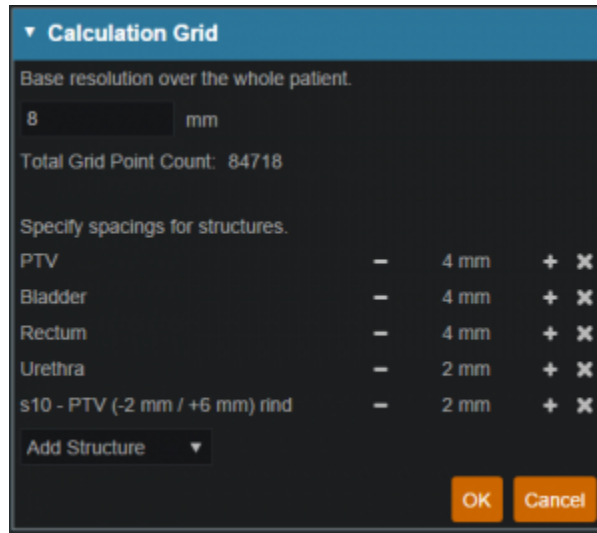 Calculation Grid
Base resolution over the whole patient.
8 mm
Total Grid Point Count: 84718
Specify spacings for structures.
PTV − 4 mm + ×
Bladder − 4 mm + ×
Rectum − 4 mm + ×
Urethra − 2 mm + ×
s10 - PTV (-2 mm / +6 mm) rind − 2 mm + ×
Add Structure
OK Cancel